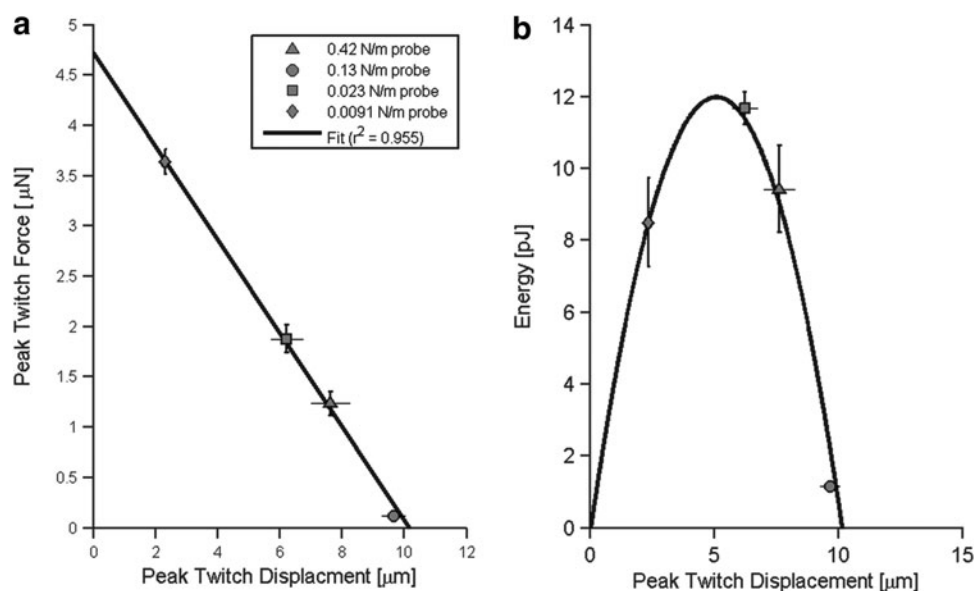 a
5
4.5
4
3.5
3
2.5
2
1.5
1
0.5
0
Peak Twitch Force [ μN]
0 2 4 6 8 10 12
Peak Twitch Displacment [μm]
0.42 N/m probe
0.13 N/m probe
0.023 N/m probe
0.0091 N/m probe
Fit (r² = 0.955)
b
14
12
10
8
6
4
2
0
Energy [pJ]
0 5 10 15
Peak Twitch Displacement [μm]